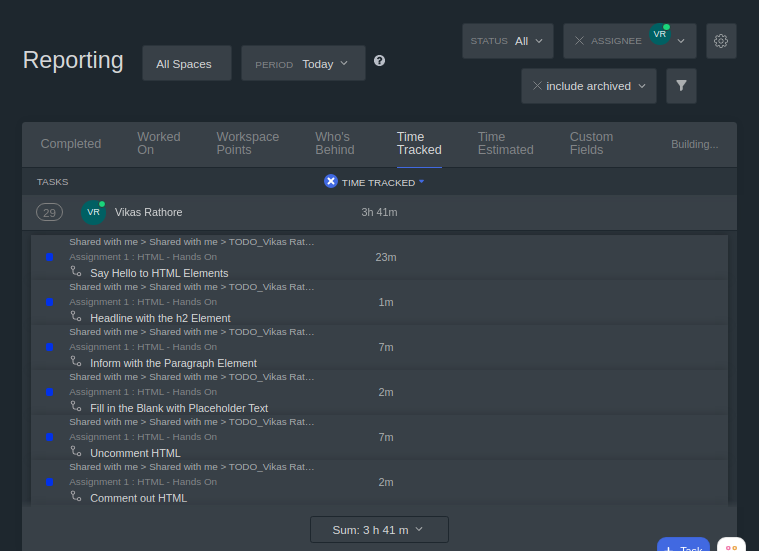 Reporting
All Spaces
PERIOD Today
?
STATUS All
ASSIGNEE VR
include archived
Completed
Worked On
Workspace Points
Who's Behind
Time Tracked
Time Estimated
Custom Fields
Building...
TASKS
TIME TRACKED
29 VR Vikas Rathore 3h 41m
Shared with me > Shared with me > TODO_Vikas Rat...
Assignment 1 : HTML - Hands On 23m
Say Hello to HTML Elements
Shared with me > Shared with me > TODO_Vikas Rat...
Assignment 1 : HTML - Hands On 1m
Headline with the h2 Element
Shared with me > Shared with me > TODO_Vikas Rat...
Assignment 1 : HTML - Hands On 7m
Inform with the Paragraph Element
Shared with me > Shared with me > TODO_Vikas Rat...
Assignment 1 : HTML - Hands On 2m
Fill in the Blank with Placeholder Text
Shared with me > Shared with me > TODO_Vikas Rat...
Assignment 1 : HTML - Hands On 7m
Uncomment HTML
Shared with me > Shared with me > TODO_Vikas Rat...
Assignment 1 : HTML - Hands On 2m
Comment out HTML
Sum: 3 h 41 m
+ Task